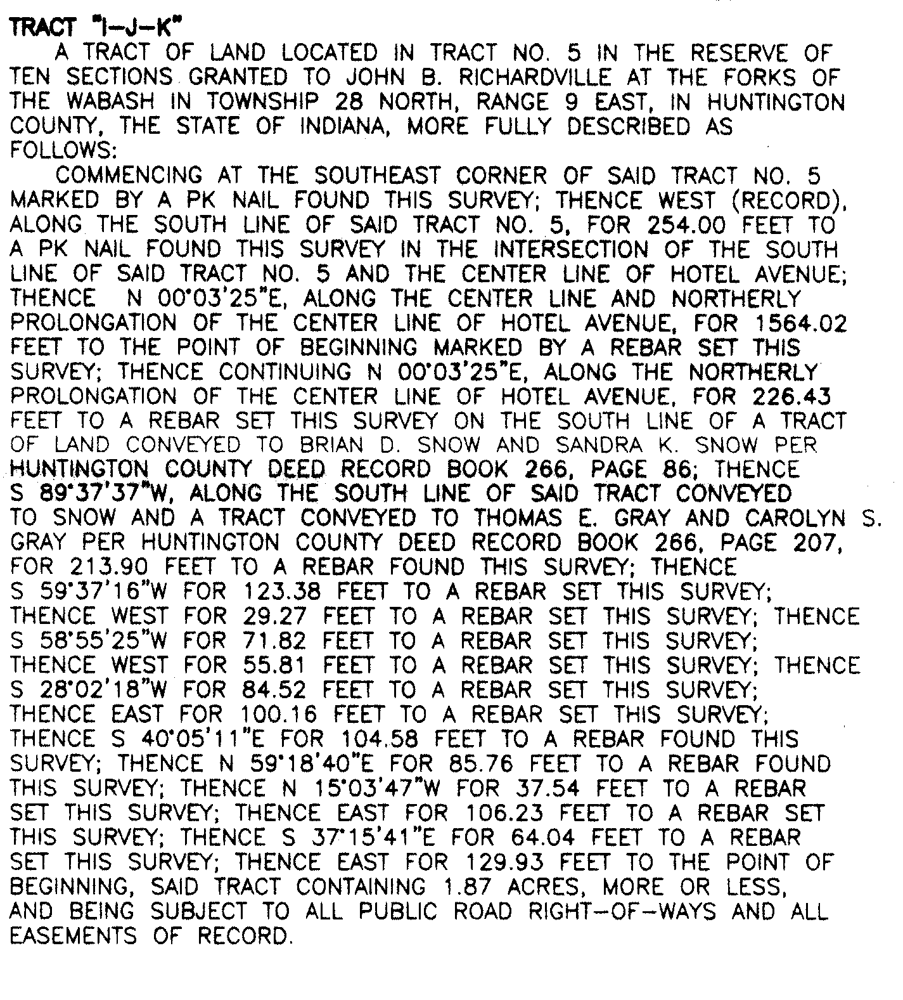 TRACT "I-J-K"
A TRACT OF LAND LOCATED IN TRACT NO. 5 IN THE RESERVE OF
TEN SECTIONS GRANTED TO JOHN B. RICHARDVILLE AT THE FORKS OF
THE WABASH IN TOWNSHIP 28 NORTH, RANGE 9 EAST, IN HUNTINGTON
COUNTY, THE STATE OF INDIANA, MORE FULLY DESCRIBED AS
FOLLOWS:
COMMENCING AT THE SOUTHEAST CORNER OF SAID TRACT NO. 5
MARKED BY A PK NAIL FOUND THIS SURVEY; THENCE WEST (RECORD),
ALONG THE SOUTH LINE OF SAID TRACT NO. 5, FOR 254.00 FEET TO
A PK NAIL FOUND THIS SURVEY IN THE INTERSECTION OF THE SOUTH
LINE OF SAID TRACT NO. 5 AND THE CENTER LINE OF HOTEL AVENUE;
THENCE N 00°03'25"E, ALONG THE CENTER LINE AND NORTHERLY
PROLONGATION OF THE CENTER LINE OF HOTEL AVENUE, FOR 1564.02
FEET TO THE POINT OF BEGINNING MARKED BY A REBAR SET THIS
SURVEY; THENCE CONTINUING N 00°03'25"E, ALONG THE NORTHERLY
PROLONGATION OF THE CENTER LINE OF HOTEL AVENUE, FOR 226.43
FEET TO A REBAR SET THIS SURVEY ON THE SOUTH LINE OF A TRACT
OF LAND CONVEYED TO BRIAN D. SNOW AND SANDRA K. SNOW PER
HUNTINGTON COUNTY DEED RECORD BOOK 266, PAGE 86; THENCE
S 89°37'37"W, ALONG THE SOUTH LINE OF SAID TRACT CONVEYED
TO SNOW AND A TRACT CONVEYED TO THOMAS E. GRAY AND CAROLYN S.
GRAY PER HUNTINGTON COUNTY DEED RECORD BOOK 266, PAGE 207,
FOR 213.90 FEET TO A REBAR FOUND THIS SURVEY; THENCE
S 59°37'16"W FOR 123.38 FEET TO A REBAR SET THIS SURVEY;
THENCE WEST FOR 29.27 FEET TO A REBAR SET THIS SURVEY; THENCE
S 58°55'25"W FOR 71.82 FEET TO A REBAR SET THIS SURVEY;
THENCE WEST FOR 55.81 FEET TO A REBAR SET THIS SURVEY; THENCE
S 28°02'18"W FOR 84.52 FEET TO A REBAR SET THIS SURVEY;
THENCE EAST FOR 100.16 FEET TO A REBAR SET THIS SURVEY;
THENCE S 40°05'11"E FOR 104.58 FEET TO A REBAR FOUND THIS
SURVEY; THENCE N 59°18'40"E FOR 85.76 FEET TO A REBAR FOUND
THIS SURVEY; THENCE N 15°03'47"W FOR 37.54 FEET TO A REBAR
SET THIS SURVEY; THENCE EAST FOR 106.23 FEET TO A REBAR SET
THIS SURVEY; THENCE S 37°15'41"E FOR 64.04 FEET TO A REBAR
SET THIS SURVEY; THENCE EAST FOR 129.93 FEET TO THE POINT OF
BEGINNING, SAID TRACT CONTAINING 1.87 ACRES, MORE OR LESS,
AND BEING SUBJECT TO ALL PUBLIC ROAD RIGHT-OF-WAYS AND ALL
EASEMENTS OF RECORD.